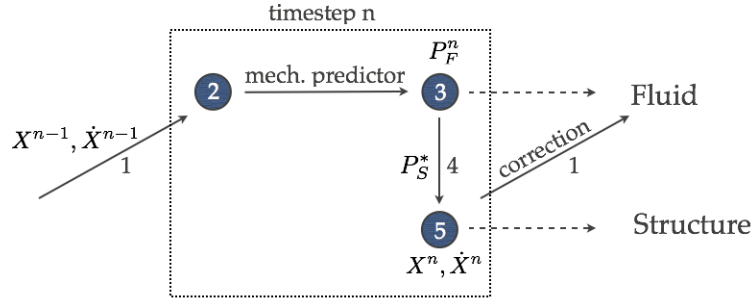 timestep n
P_F^n
2 mech. predictor 3 Fluid
X^{n-1}, Ẋ^{n-1}
1
correction
1
P_S^* 4
5 Structure
X^n, Ẋ^n